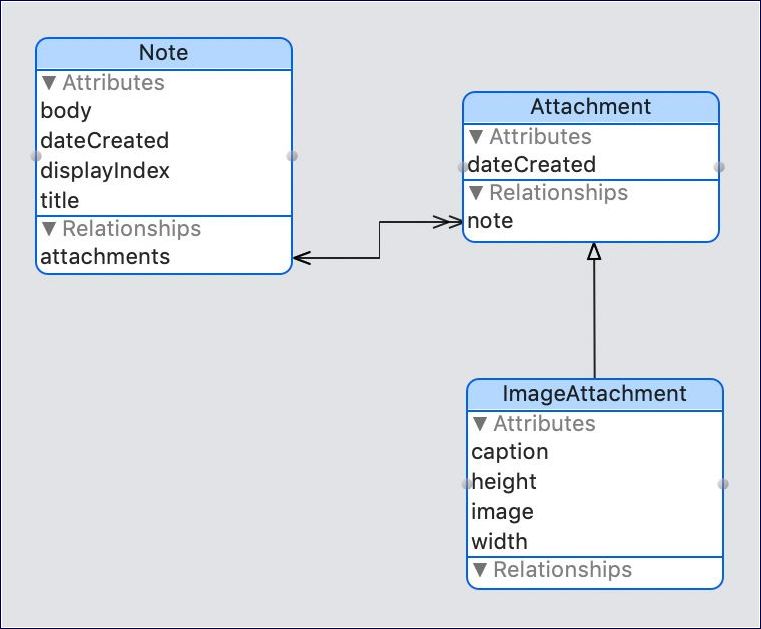 Note
▼ Attributes
body
dateCreated
displayIndex
title
▼ Relationships
attachments
Attachment
▼ Attributes
dateCreated
▼ Relationships
note
ImageAttachment
▼ Attributes
caption
height
image
width
▼ Relationships